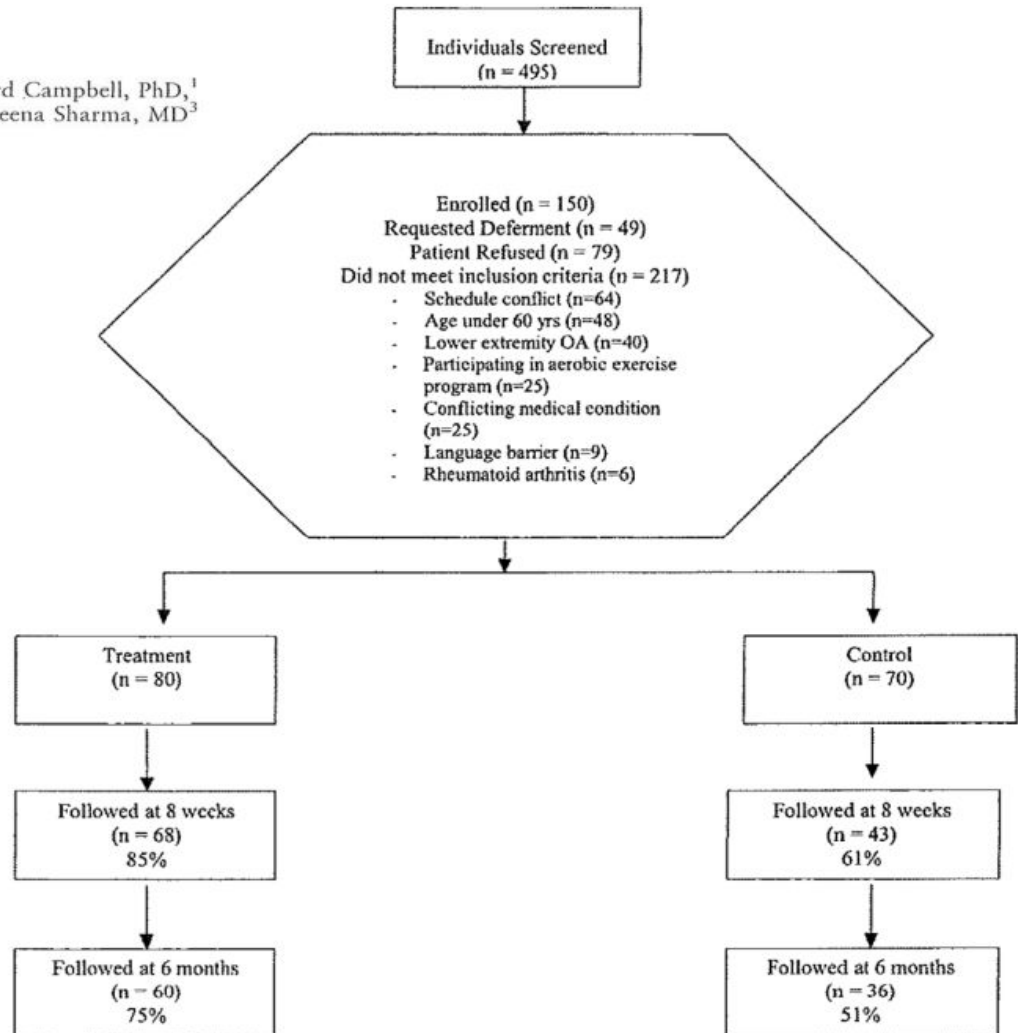 rd Campbell, PhD,¹
eena Sharma, MD³
Individuals Screened
(n = 495)
Enrolled (n = 150)
Requested Deferment (n = 49)
Patient Refused (n = 79)
Did not meet inclusion criteria (n = 217)
- Schedule conflict (n=64)
- Age under 60 yrs (n=48)
- Lower extremity OA (n=40)
- Participating in aerobic exercise
program (n=25)
- Conflicting medical condition
(n=25)
- Language barrier (n=9)
- Rheumatoid arthritis (n=6)
Treatment
(n = 80)
Control
(n = 70)
Followed at 8 weeks
(n = 68)
85%
Followed at 8 weeks
(n = 43)
61%
Followed at 6 months
(n – 60)
75%
Followed at 6 months
(n = 36)
51%